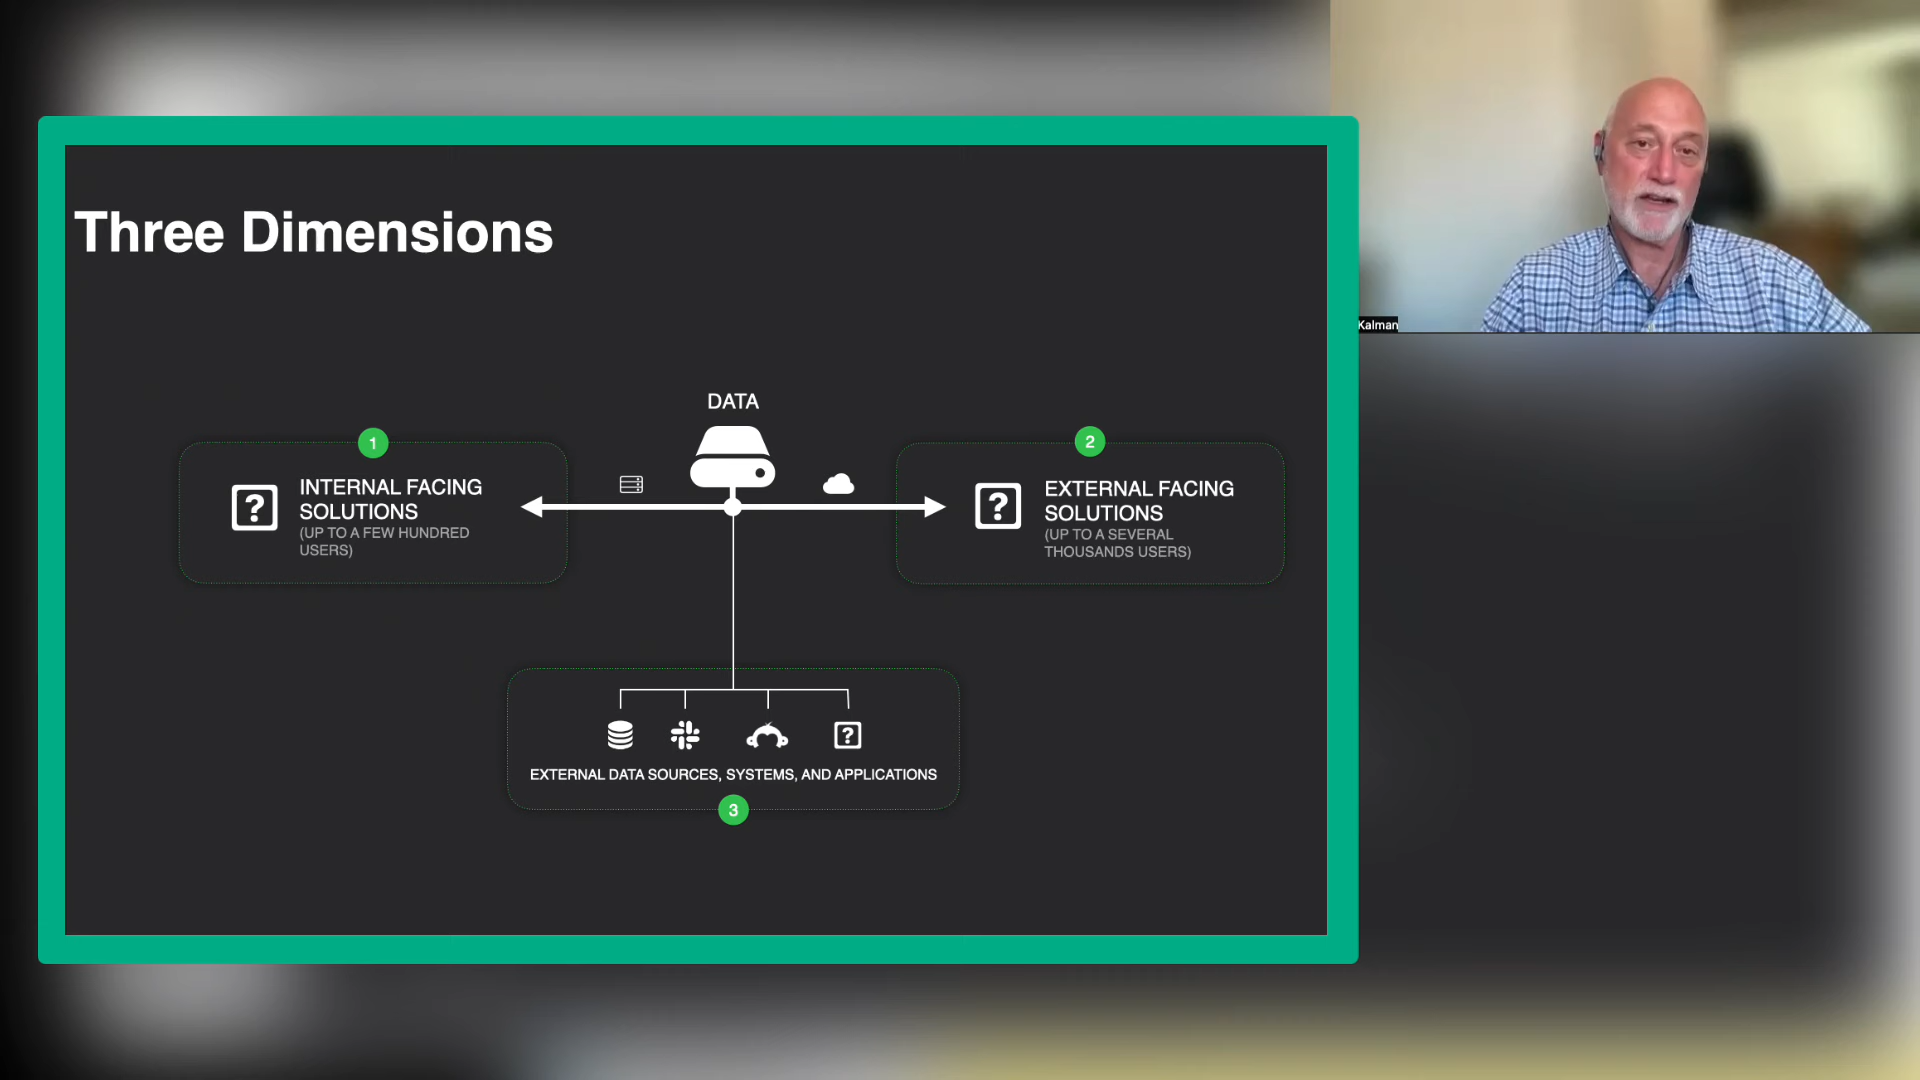 Three Dimensions
DATA
1
INTERNAL FACING
SOLUTIONS
(UP TO A FEW HUNDRED
USERS)
2
EXTERNAL FACING
SOLUTIONS
(UP TO A SEVERAL
THOUSANDS USERS)
EXTERNAL DATA SOURCES, SYSTEMS, AND APPLICATIONS
3
Kalman